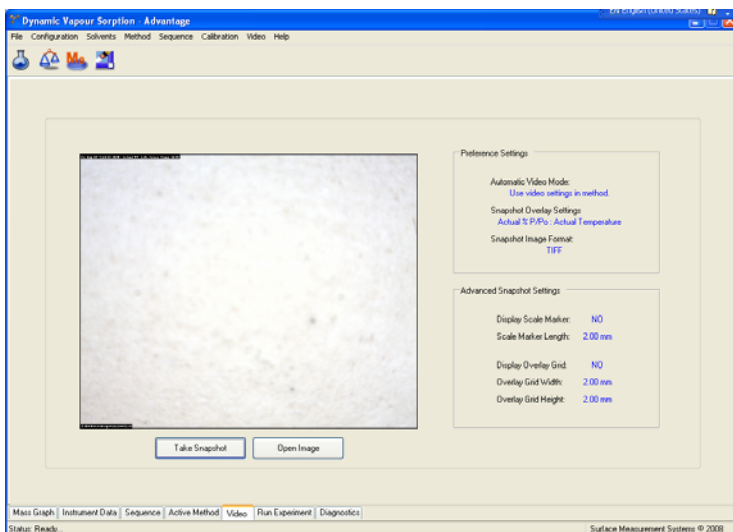 EN English (United States)
Dynamic Vapour Sorption - Advantage
File Configuration Solvents Method Sequence Calibration Video Help
Preference Settings
Automatic Video Mode:
Use video settings in method.
Snapshot Overlay Settings
Actual % P/Po : Actual Temperature
Snapshot Image Format:
TIFF
Advanced Snapshot Settings
Display Scale Marker: NO
Scale Marker Length: 2.00 mm
Display Overlay Grid: NO
Overlay Grid Width: 2.00 mm
Overlay Grid Height: 2.00 mm
Take Snapshot Open Image
Mass Graph Instrument Data Sequence Active Method Video Run Experiment Diagnostics
Status: Ready... Surface Measurement Systems © 2008